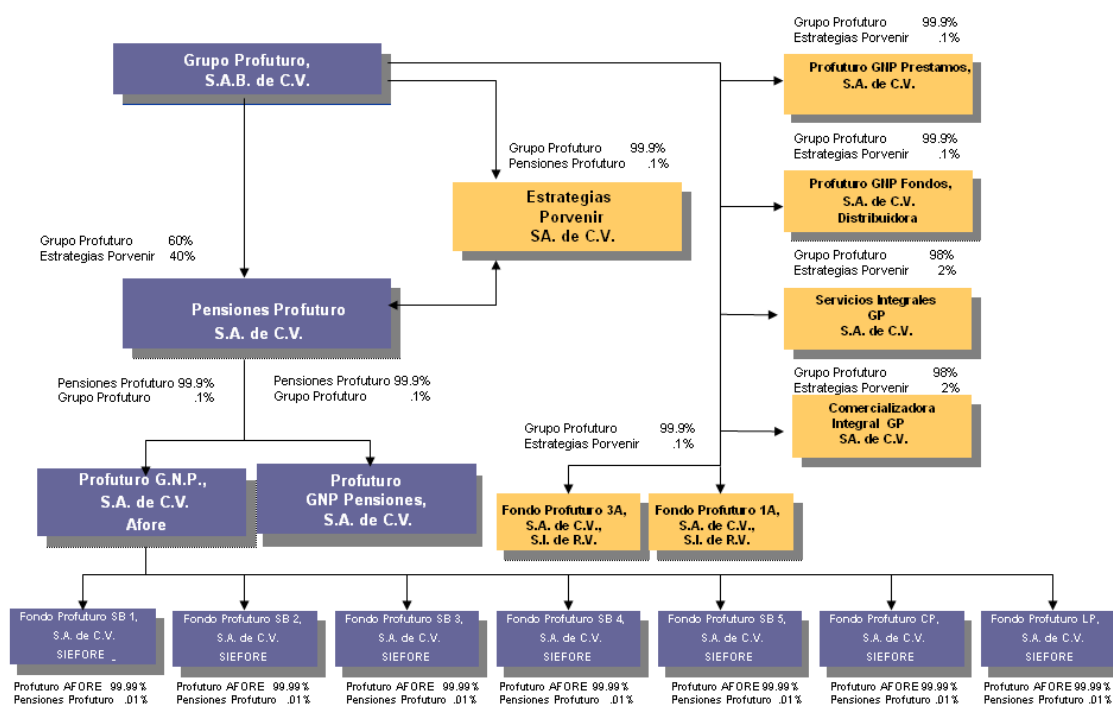 Grupo Profuturo 99.9%
Estrategias Porvenir .1%
Grupo Profuturo,
S.A.B. de C.V.
Profuturo GNP Prestamos,
S.A. de C.V.
Grupo Profuturo 99.9%
Pensiones Profuturo .1%
Grupo Profuturo 99.9%
Estrategias Porvenir .1%
Estrategias
Porvenir
SA. de C.V.
Profuturo GNP Fondos,
S.A. de C.V.
Distribuidora
Grupo Profuturo 60%
Estrategias Porvenir 40%
Grupo Profuturo 98%
Estrategias Porvenir 2%
Pensiones Profuturo
S.A. de C.V.
Servicios Integrales
GP
S.A. de C.V.
Pensiones Profuturo 99.9%
Grupo Profuturo .1%
Pensiones Profuturo 99.9%
Grupo Profuturo .1%
Grupo Profuturo 98%
Estrategias Porvenir 2%
Comercializadora
Integral GP
SA. de C.V.
Grupo Profuturo 99.9%
Estrategias Porvenir .1%
Profuturo G.N.P.,
S.A. de C.V.
Afore
Profuturo
GNP Pensiones,
S.A. de C.V.
Fondo Profuturo 3A,
S.A. de C.V.,
S.I. de R.V.
Fondo Profuturo 1A,
S.A. de C.V.,
S.I. de R.V.
Fondo Profuturo SB 1,
S.A. de C.V.
SIEFORE _
Fondo Profuturo SB 2,
S.A. de C.V.
SIEFORE
Fondo Profuturo SB 3,
S.A. de C.V.
SIEFORE
Fondo Profuturo SB 4,
S.A. de C.V.
SIEFORE
Fondo Profuturo SB 5,
S.A. de C.V.
SIEFORE
Fondo Profuturo CP,
S.A. de C.V.
SIEFORE
Fondo Profuturo LP,
S.A. de C.V.
SIEFORE
Profuturo AFORE 99.99%
Pensiones Profuturo .01%
Profuturo AFORE 99.99%
Pensiones Profuturo .01%
Profuturo AFORE 99.99%
Pensiones Profuturo .01%
Profuturo AFORE 99.99%
Pensiones Profuturo .01%
Profuturo AFORE 99.99%
Pensiones Profuturo .01%
Profuturo AFORE 99.99%
Pensiones Profuturo .01%
Profuturo AFORE 99.99%
Pensiones Profuturo .01%